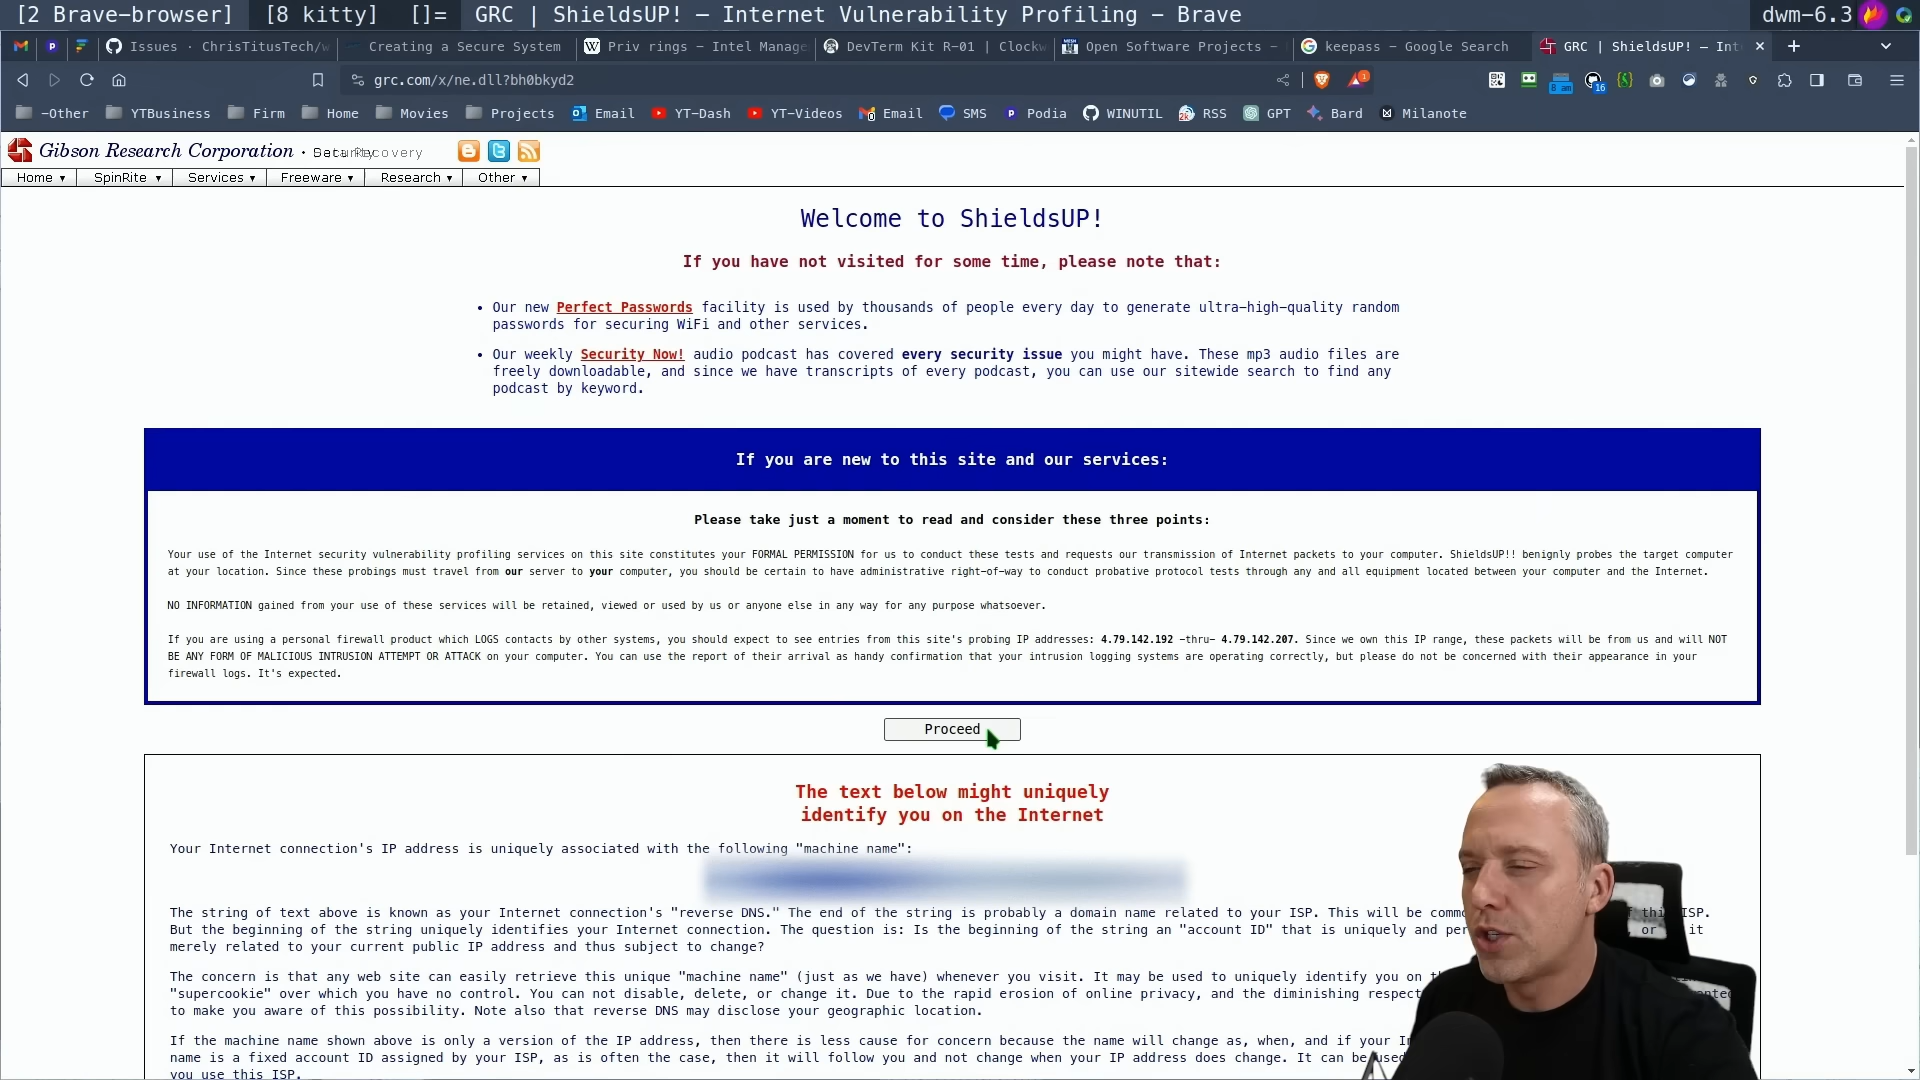 [2 Brave-browser] [8 kitty] []= GRC | ShieldsUP! — Internet Vulnerability Profiling - Brave dwm-6.3
Issues · ChrisTitusTech/w Creating a Secure System Priv rings - Intel Manage DevTerm Kit R-01 | Clockw Open Software Projects - keepass - Google Search GRC | ShieldsUP! — Int
grc.com/x/ne.dll?bh0bkyd2 1 8 am 16
-Other YTBusiness Firm Home Movies Projects Email YT-Dash YT-Videos Email SMS Podia WINUTIL RSS GPT Bard Milanote
Gibson Research Corporation ·
Home SpinRite Services Freeware Research Other
Welcome to ShieldsUP!
If you have not visited for some time, please note that:
• Our new Perfect Passwords facility is used by thousands of people every day to generate ultra-high-quality random
passwords for securing WiFi and other services.
• Our weekly Security Now! audio podcast has covered every security issue you might have. These mp3 audio files are
freely downloadable, and since we have transcripts of every podcast, you can use our sitewide search to find any
podcast by keyword.
If you are new to this site and our services:
Please take just a moment to read and consider these three points:
Your use of the Internet security vulnerability profiling services on this site constitutes your FORMAL PERMISSION for us to conduct these tests and requests our transmission of Internet packets to your computer. ShieldsUP!! benignly probes the target computer
at your location. Since these probings must travel from our server to your computer, you should be certain to have administrative right-of-way to conduct probative protocol tests through any and all equipment located between your computer and the Internet.
NO INFORMATION gained from your use of these services will be retained, viewed or used by us or anyone else in any way for any purpose whatsoever.
If you are using a personal firewall product which LOGS contacts by other systems, you should expect to see entries from this site's probing IP addresses: 4.79.142.192 -thru- 4.79.142.207. Since we own this IP range, these packets will be from us and will NOT
BE ANY FORM OF MALICIOUS INTRUSION ATTEMPT OR ATTACK on your computer. You can use the report of their arrival as handy confirmation that your intrusion logging systems are operating correctly, but please do not be concerned with their appearance in your
firewall logs. It's expected.
Proceed
The text below might uniquely
identify you on the Internet
Your Internet connection's IP address is uniquely associated with the following "machine name":
The string of text above is known as your Internet connection's "reverse DNS." The end of the string is probably a domain name related to your ISP. This will be comm ISP.
But the beginning of the string uniquely identifies your Internet connection. The question is: Is the beginning of the string an "account ID" that is uniquely and per or it
merely related to your current public IP address and thus subject to change?
The concern is that any web site can easily retrieve this unique "machine name" (just as we have) whenever you visit. It may be used to uniquely identify you on
"supercookie" over which you have no control. You can not disable, delete, or change it. Due to the rapid erosion of online privacy, and the diminishing respect
to make you aware of this possibility. Note also that reverse DNS may disclose your geographic location.
If the machine name shown above is only a version of the IP address, then there is less cause for concern because the name will change as, when, and if your
name is a fixed account ID assigned by your ISP, as is often the case, then it will follow you and not change when your IP address does change. It can be used
you use this ISP.